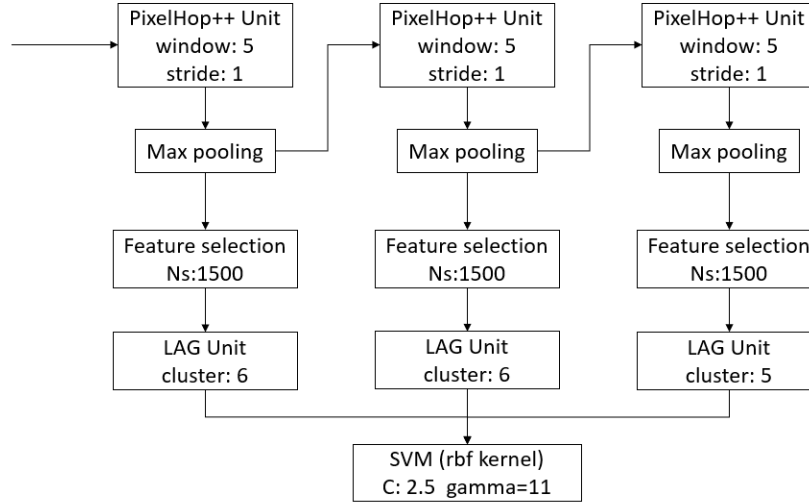 PixelHop++ Unit
window: 5
stride: 1
PixelHop++ Unit
window: 5
stride: 1
PixelHop++ Unit
window: 5
stride: 1
Max pooling
Max pooling
Max pooling
Feature selection
Ns:1500
Feature selection
Ns:1500
Feature selection
Ns:1500
LAG Unit
cluster: 6
LAG Unit
cluster: 6
LAG Unit
cluster: 5
SVM (rbf kernel)
C: 2.5 gamma=11